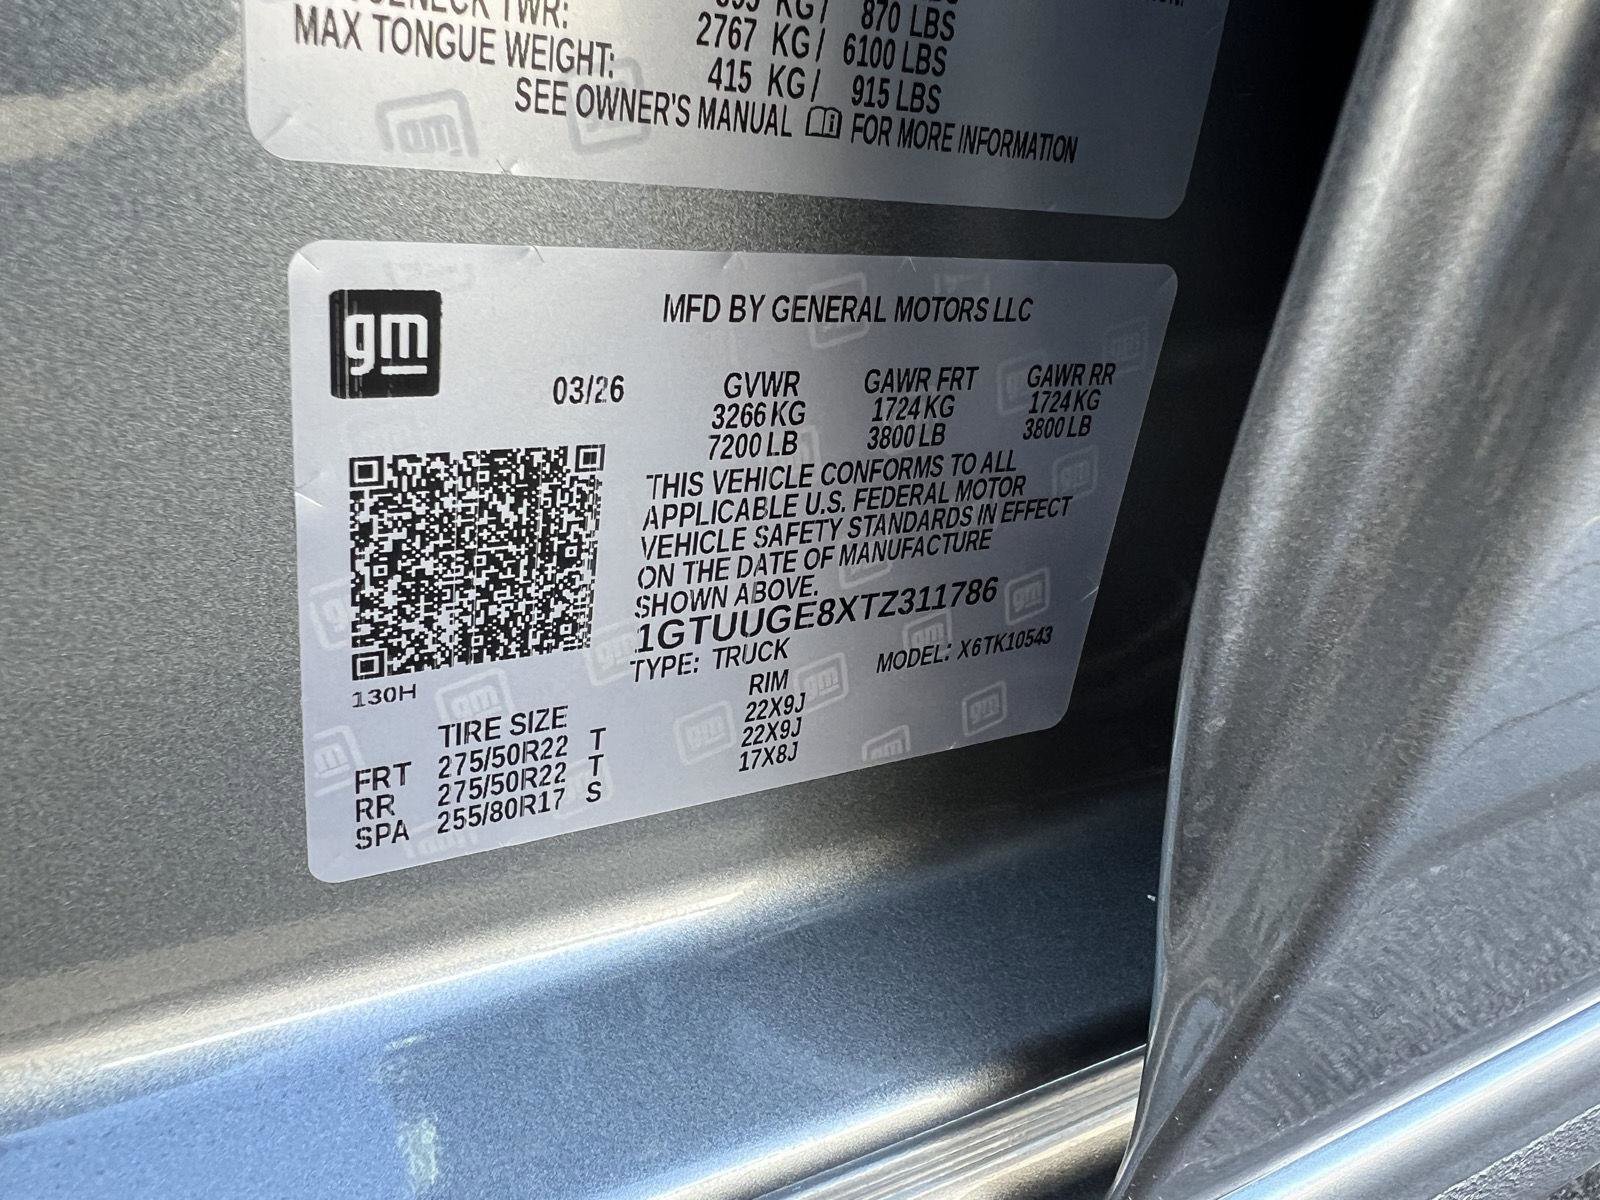 870 LBS
2767 KG / 6100 LBS
MAX TONGUE WEIGHT: 415 KG / 915 LBS
SEE OWNER'S MANUAL FOR MORE INFORMATION
gm
MFD BY GENERAL MOTORS LLC
03/26
GVWR GAWR FRT GAWR RR
3266 KG 1724 KG 1724 KG
7200 LB 3800 LB 3800 LB
THIS VEHICLE CONFORMS TO ALL
APPLICABLE U.S. FEDERAL MOTOR
VEHICLE SAFETY STANDARDS IN EFFECT
ON THE DATE OF MANUFACTURE
SHOWN ABOVE.
1GTUUGE8XTZ311786
TYPE: TRUCK MODEL: X6TK10543
130H
TIRE SIZE RIM
FRT 275/50R22 T 22X9J
RR 275/50R22 T 22X9J
SPA 255/80R17 S 17X8J